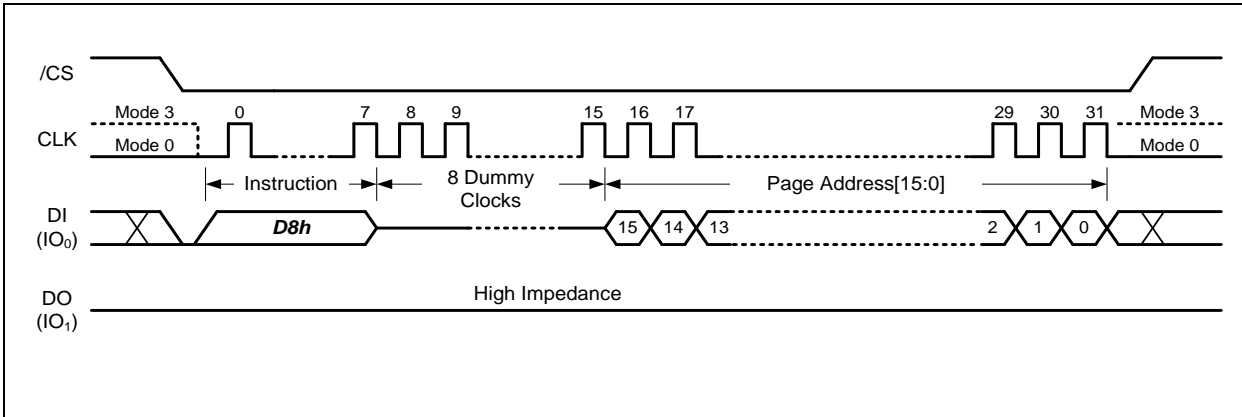 /CS
Mode 3 0 7 8 9 15 16 17 29 30 31 Mode 3
CLK
Mode 0 Mode 0
Instruction 8 Dummy Clocks Page Address[15:0]
DI
(IO₀)
D8h 15 14 13 2 1 0
DO
(IO₁)
High Impedance